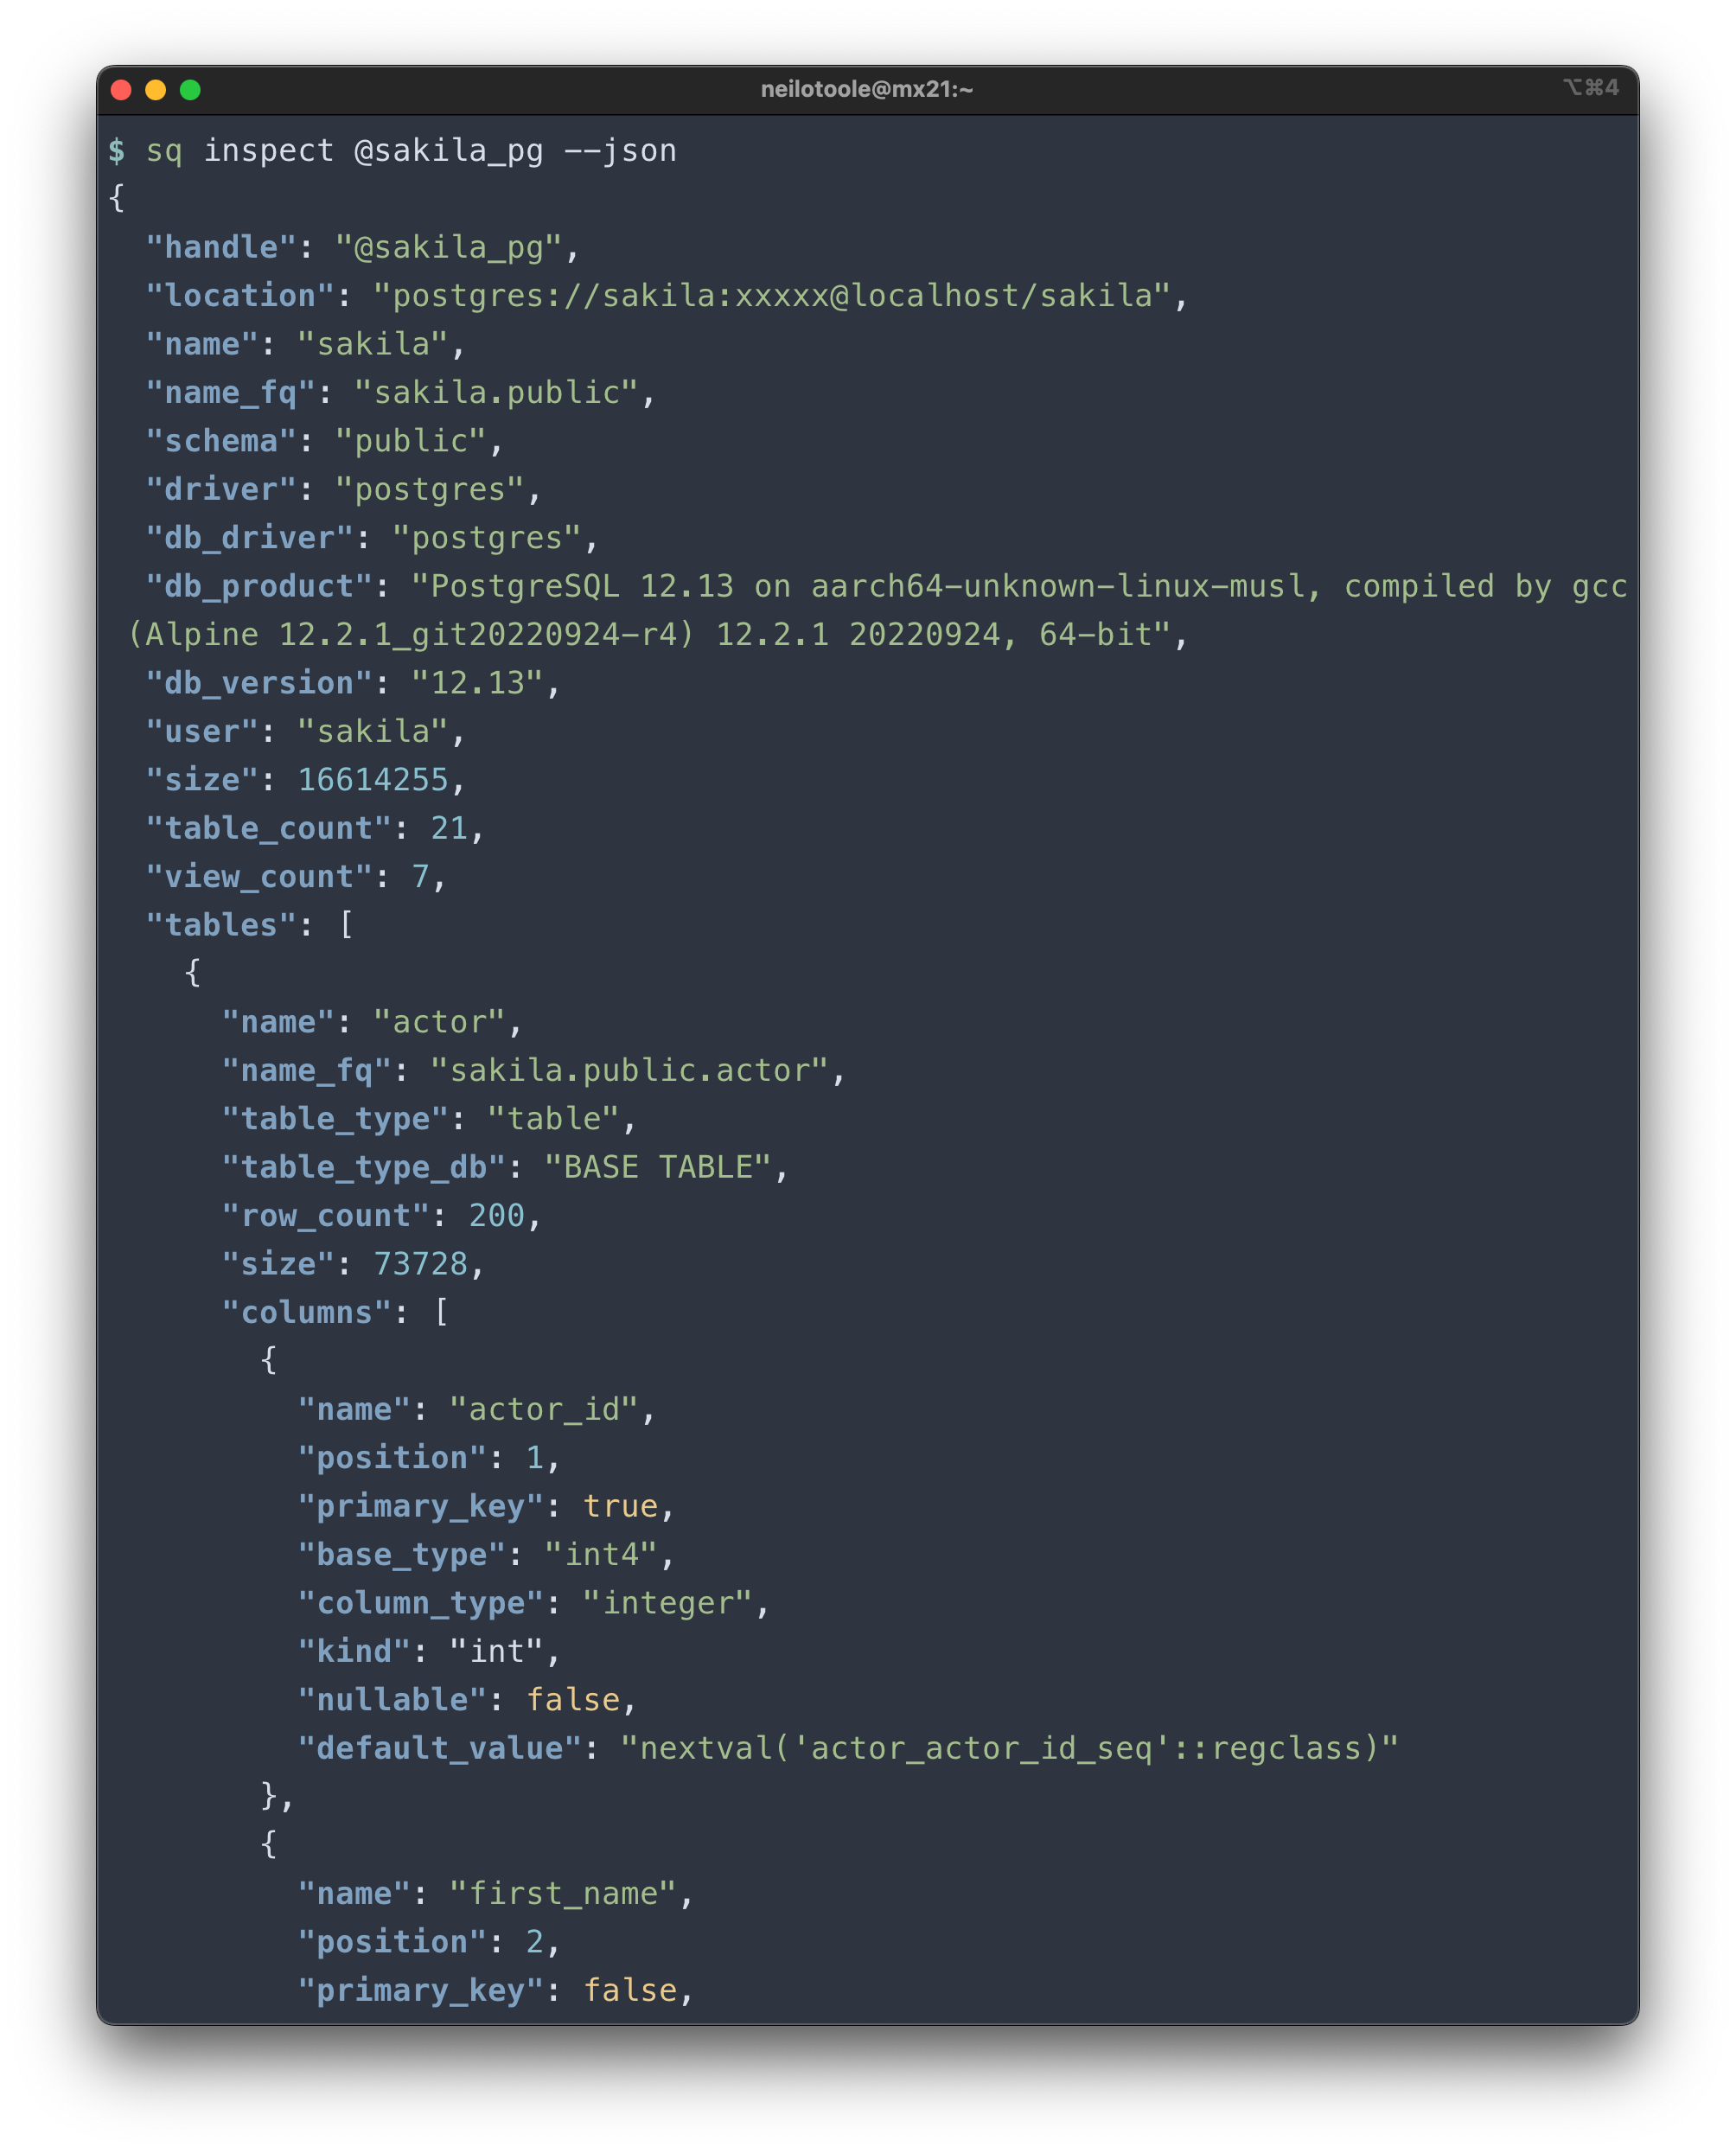 neilotoole@mx21:~
⌥⌘4
$ sq inspect @sakila_pg --json
{
  "handle": "@sakila_pg",
  "location": "postgres://sakila:xxxxx@localhost/sakila",
  "name": "sakila",
  "name_fq": "sakila.public",
  "schema": "public",
  "driver": "postgres",
  "db_driver": "postgres",
  "db_product": "PostgreSQL 12.13 on aarch64-unknown-linux-musl, compiled by gcc
 (Alpine 12.2.1_git20220924-r4) 12.2.1 20220924, 64-bit",
  "db_version": "12.13",
  "user": "sakila",
  "size": 16614255,
  "table_count": 21,
  "view_count": 7,
  "tables": [
    {
      "name": "actor",
      "name_fq": "sakila.public.actor",
      "table_type": "table",
      "table_type_db": "BASE TABLE",
      "row_count": 200,
      "size": 73728,
      "columns": [
        {
          "name": "actor_id",
          "position": 1,
          "primary_key": true,
          "base_type": "int4",
          "column_type": "integer",
          "kind": "int",
          "nullable": false,
          "default_value": "nextval('actor_actor_id_seq'::regclass)"
        },
        {
          "name": "first_name",
          "position": 2,
          "primary_key": false,